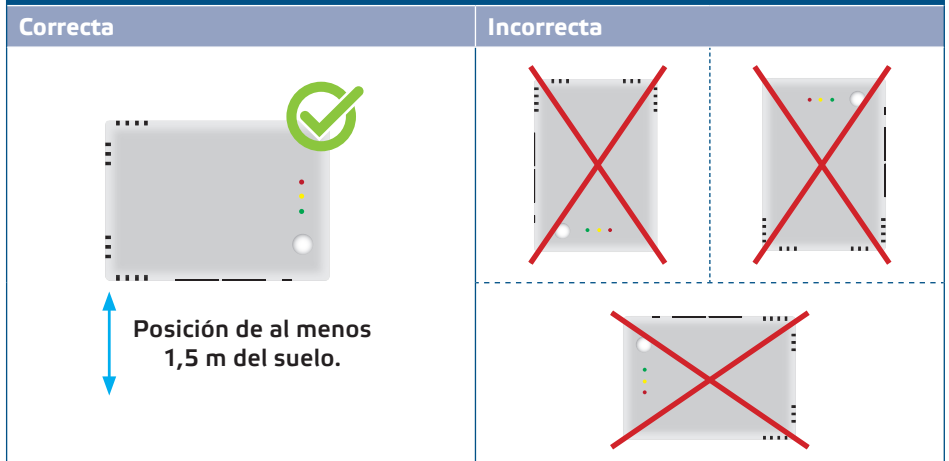 Correcta
Incorrecta
Posición de al menos
1,5 m del suelo.